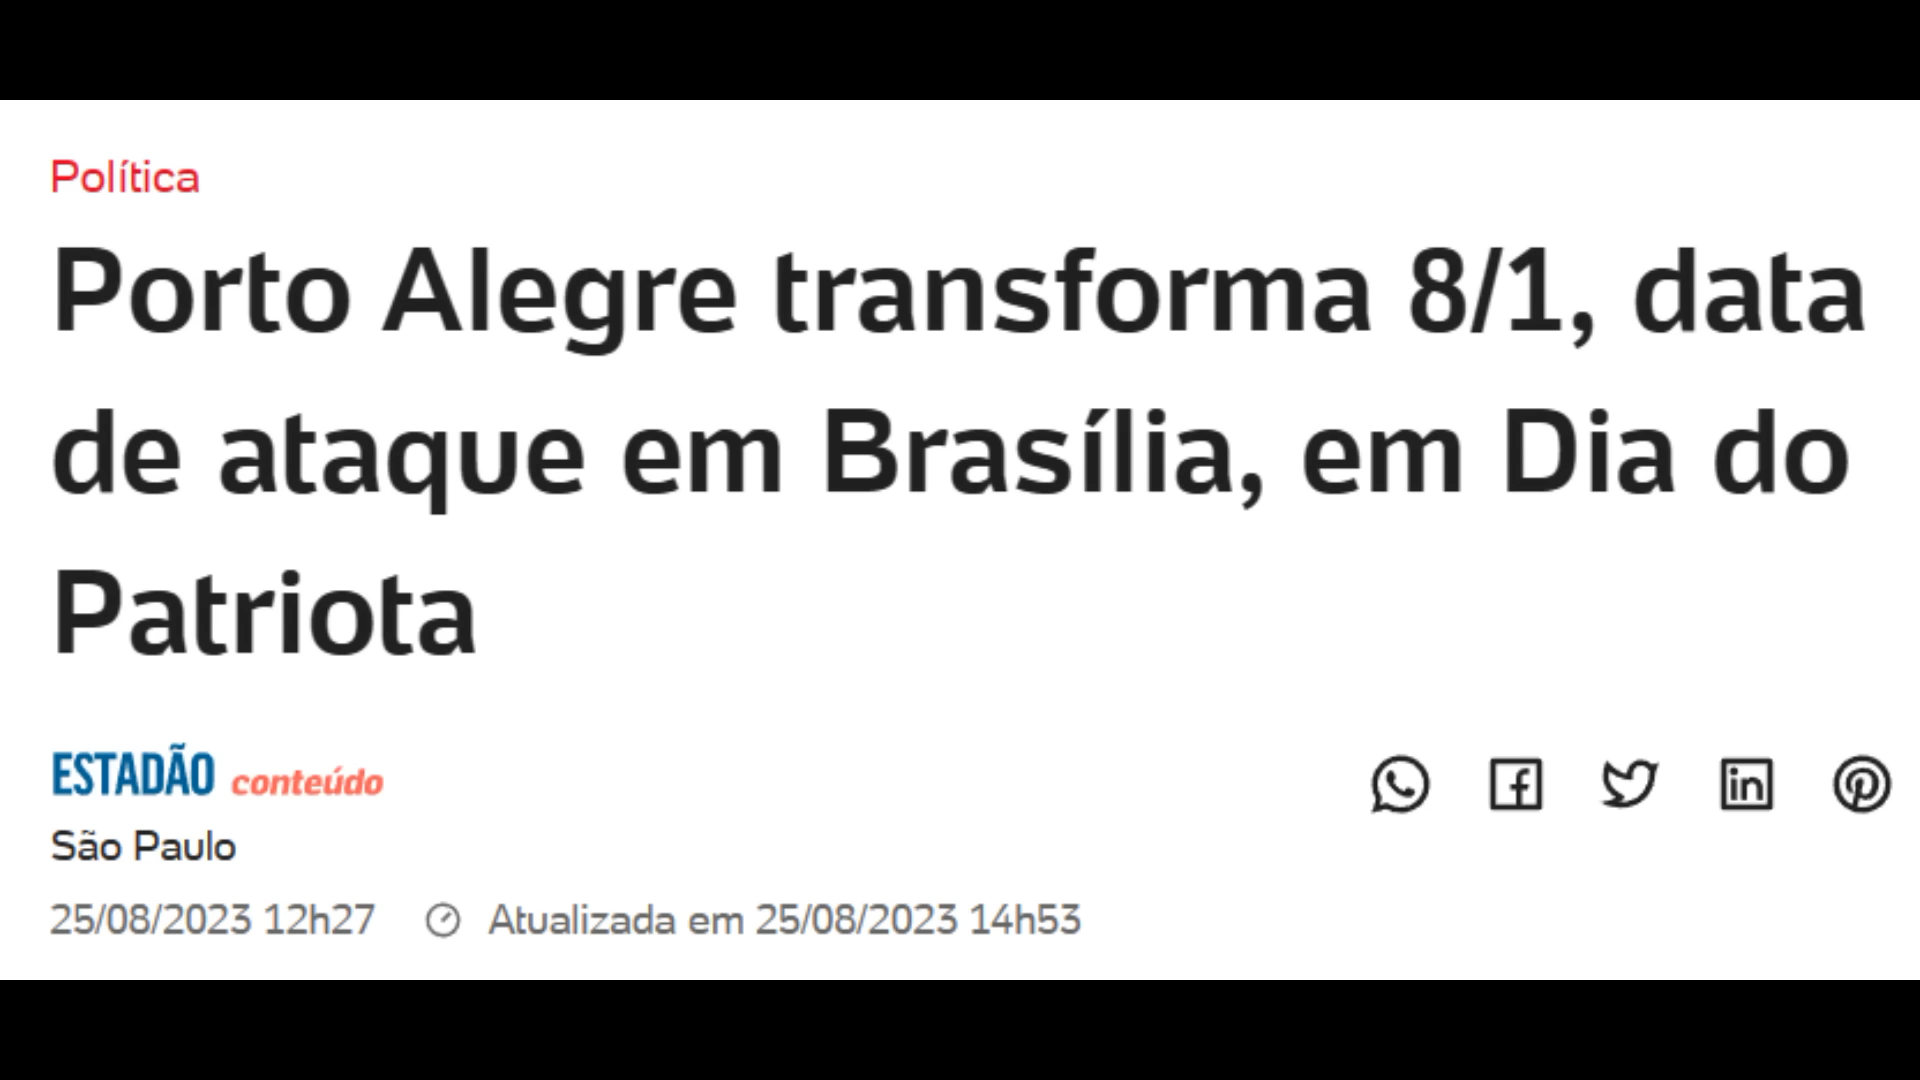 Política
Porto Alegre transforma 8/1, data
de ataque em Brasília, em Dia do
Patriota
ESTADÃO conteúdo
São Paulo
25/08/2023 12h27 Atualizada em 25/08/2023 14h53